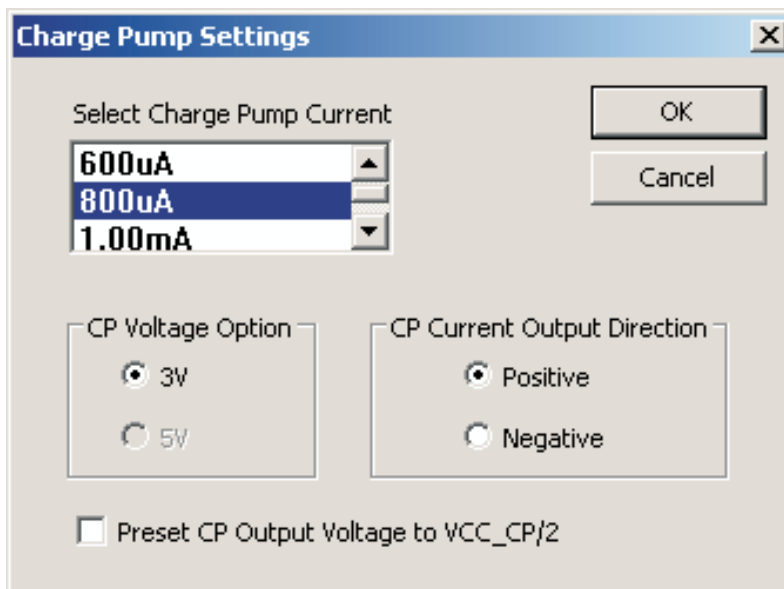 Charge Pump Settings
Select Charge Pump Current
600uA
800uA
1.00mA
OK
Cancel
CP Voltage Option
3V
5V
CP Current Output Direction
Positive
Negative
Preset CP Output Voltage to VCC_CP/2